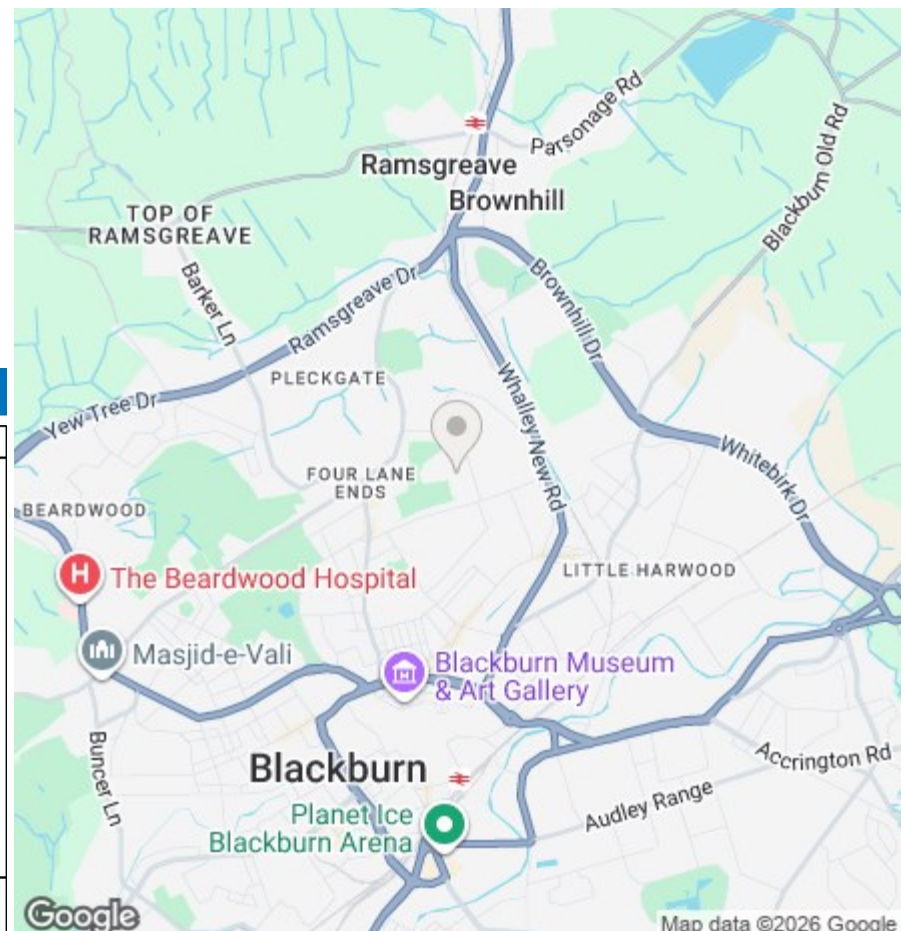 Parsonage Rd
Ramsgreave
Brownhill
Blackburn Old Rd
TOP OF
RAMSGREAVE
Barker Ln
Ramsgreave Dr
Brownhill Dr
PLECKGATE
Whalley New Rd
Yew Tree Dr
FOUR LANE
ENDS
Whitebirk Dr
BEARDWOOD
H
The Beardwood Hospital
LITTLE HARWOOD
Masjid-e-Vali
Blackburn Museum
& Art Gallery
Buncer Ln
Blackburn
Accrington Rd
Audley Range
Planet Ice
Blackburn Arena
Google
Map data ©2026 Google